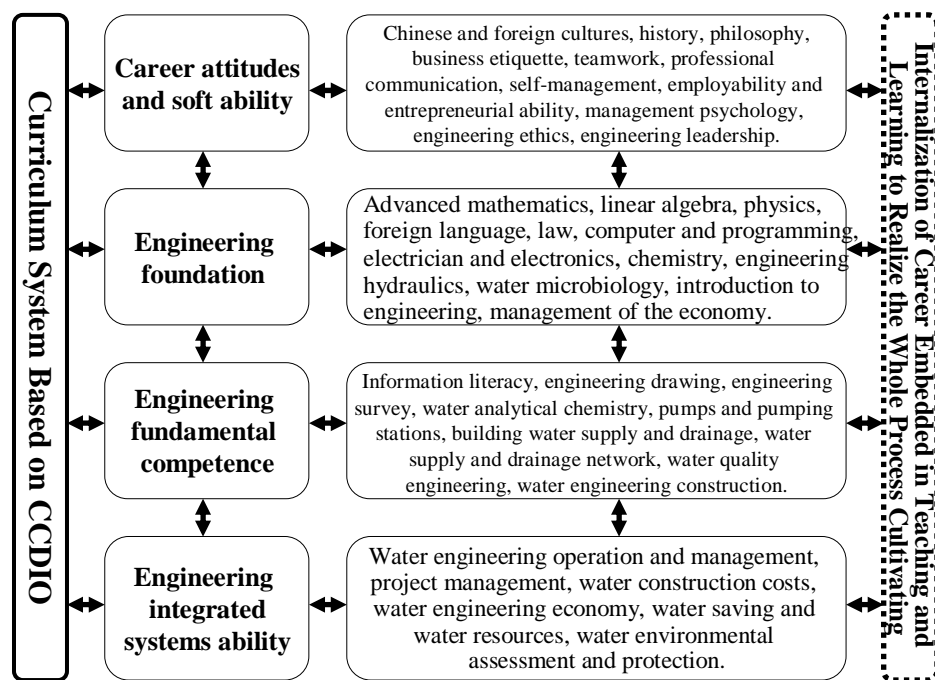 Curriculum System Based on CCDIO
Career attitudes
and soft ability
Chinese and foreign cultures, history, philosophy,
business etiquette, teamwork, professional
communication, self-management, employability and
entrepreneurial ability, management psychology,
engineering ethics, engineering leadership.
Engineering
foundation
Advanced mathematics, linear algebra, physics,
foreign language, law, computer and programming,
electrician and electronics, chemistry, engineering
hydraulics, water microbiology, introduction to
engineering, management of the economy.
Engineering
fundamental
competence
Information literacy, engineering drawing, engineering
survey, water analytical chemistry, pumps and pumping
stations, building water supply and drainage, water
supply and drainage network, water quality
engineering, water engineering construction.
Engineering
integrated
systems ability
Water engineering operation and management,
project management, water construction costs,
water engineering economy, water saving and
water resources, water environmental
assessment and protection.
Internalization of Career Embedded in Teaching and
Learning to Realize the Whole Process Cultivating